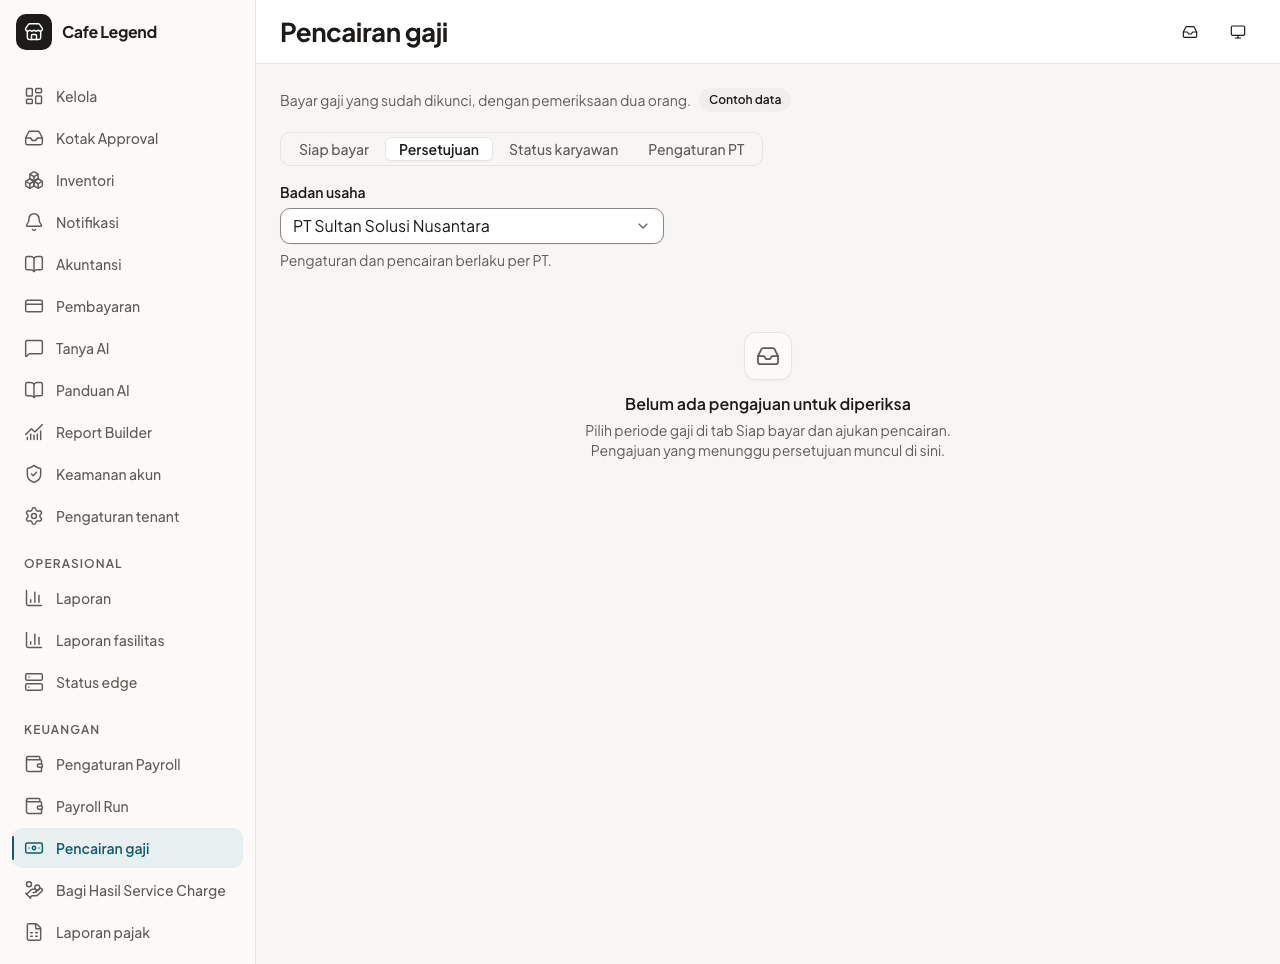 Cafe Legend
Kelola
Kotak Approval
Inventori
Notifikasi
Akuntansi
Pembayaran
Tanya AI
Panduan AI
Report Builder
Keamanan akun
Pengaturan tenant
OPERASIONAL
Laporan
Laporan fasilitas
Status edge
KEUANGAN
Pengaturan Payroll
Payroll Run
Pencairan gaji
Bagi Hasil Service Charge
Laporan pajak
Pencairan gaji
Bayar gaji yang sudah dikunci, dengan pemeriksaan dua orang. Contoh data
Siap bayar Persetujuan Status karyawan Pengaturan PT
Badan usaha
PT Sultan Solusi Nusantara
Pengaturan dan pencairan berlaku per PT.
Belum ada pengajuan untuk diperiksa
Pilih periode gaji di tab Siap bayar dan ajukan pencairan.
Pengajuan yang menunggu persetujuan muncul di sini.